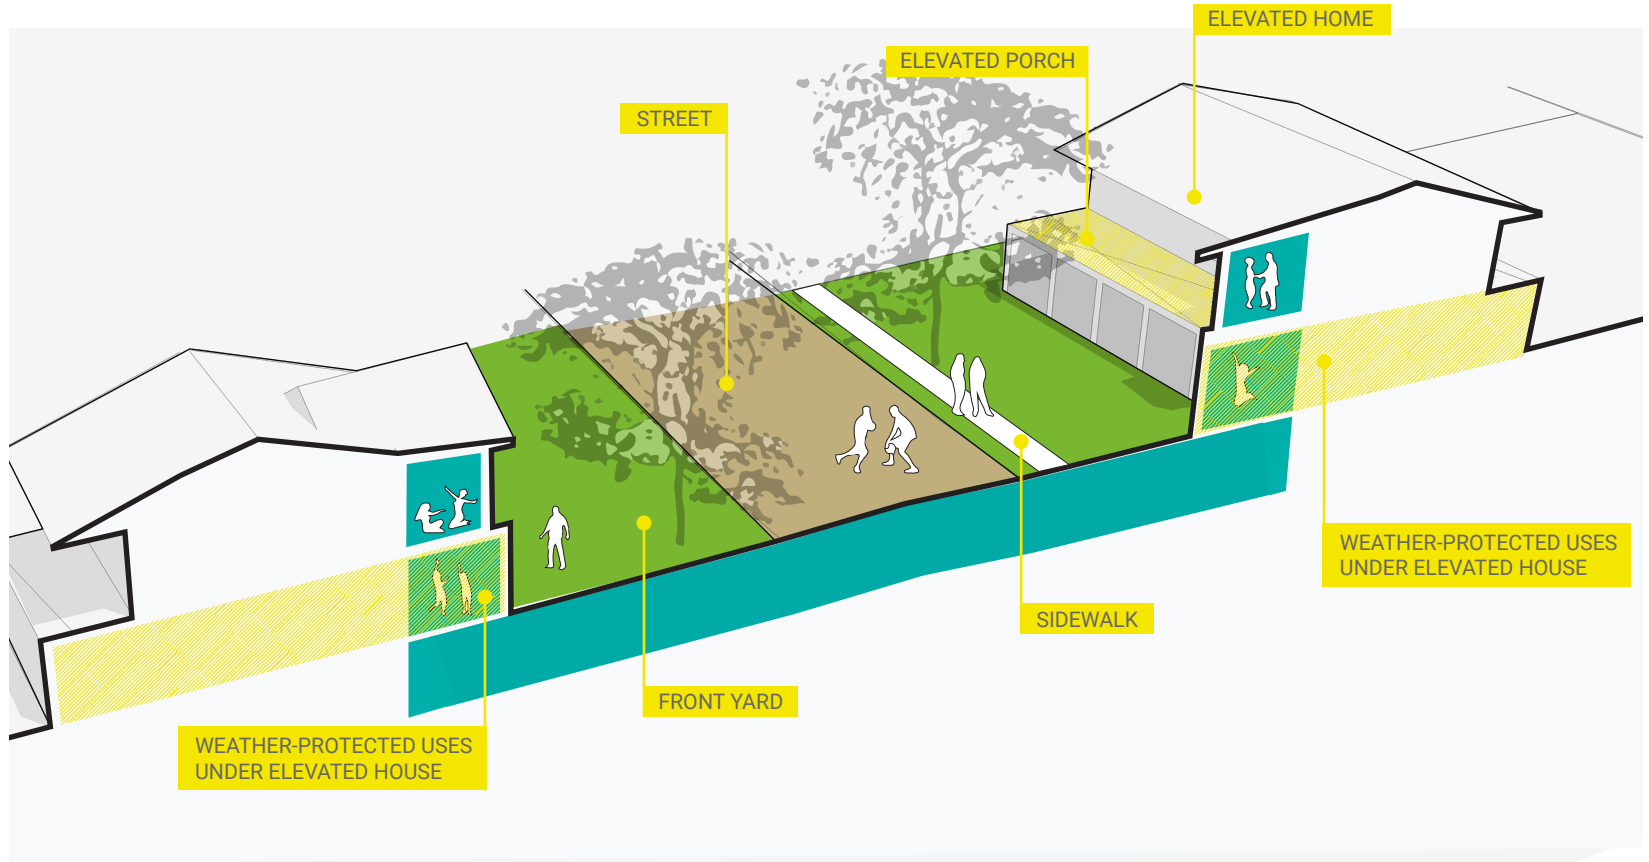 ELEVATED HOME
ELEVATED PORCH
STREET
WEATHER-PROTECTED USES
UNDER ELEVATED HOUSE
SIDEWALK
FRONT YARD
WEATHER-PROTECTED USES
UNDER ELEVATED HOUSE